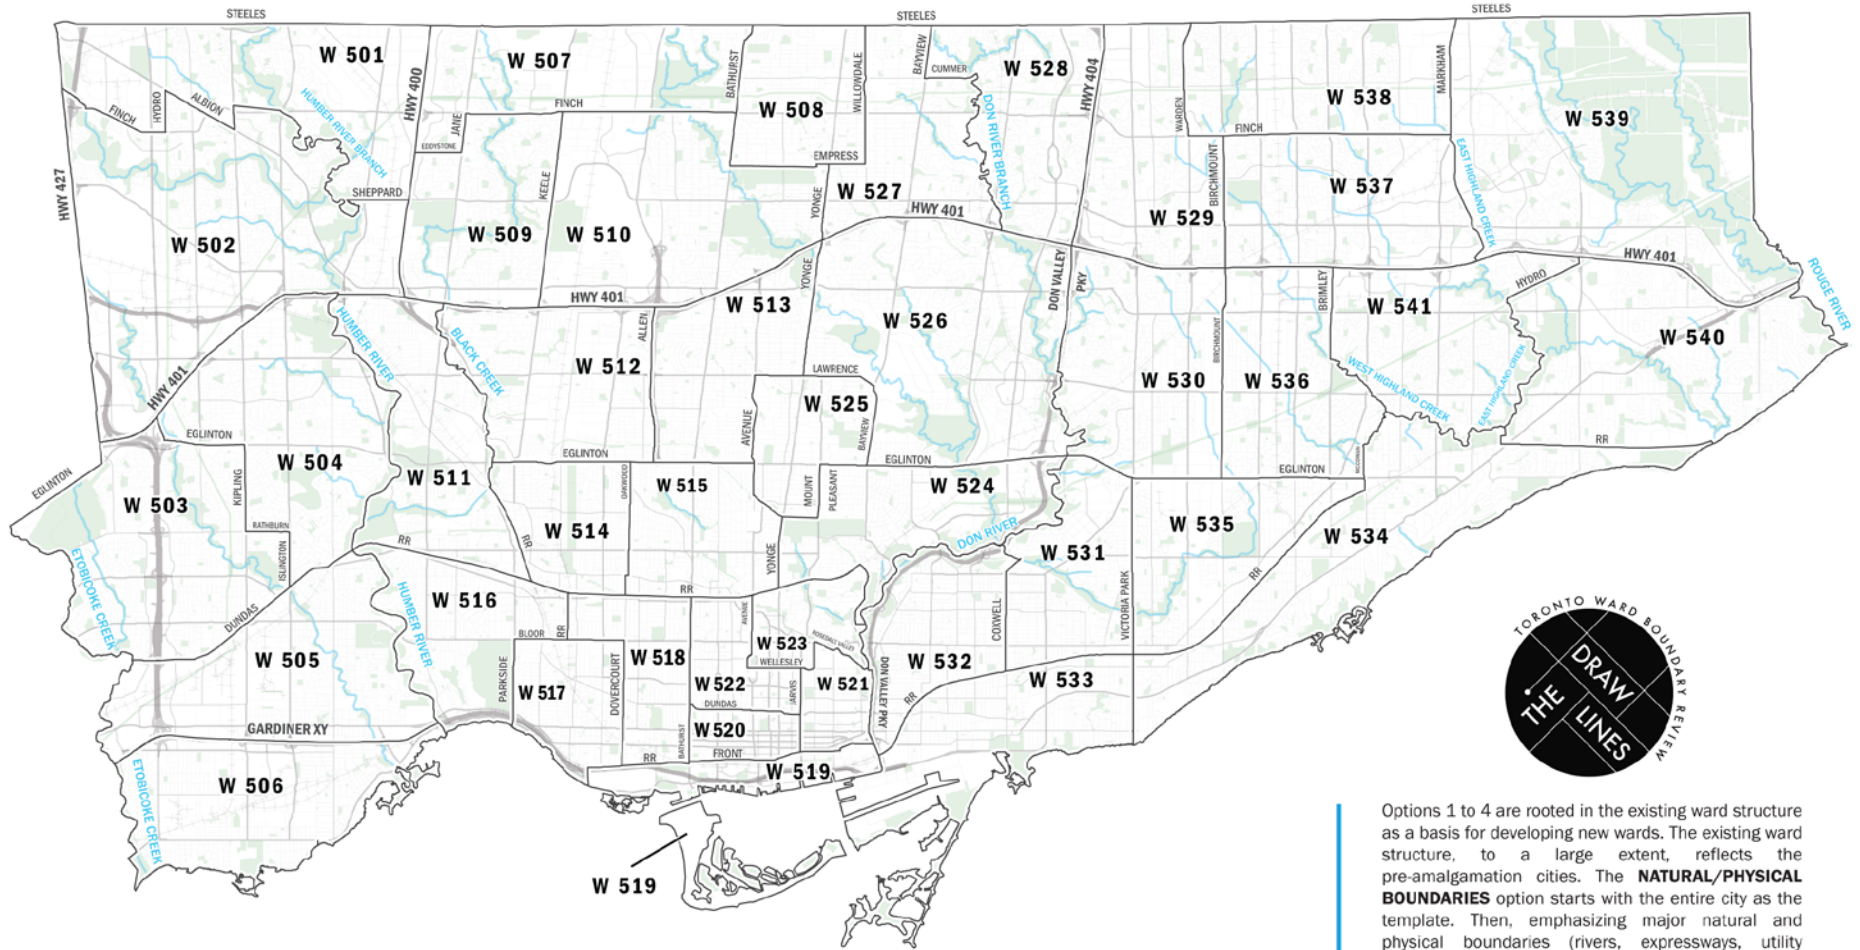 STEELES
STEELES
STEELES
W 501
W 507
W 528
W 508
W 538
W 539
HWY 400
BATHURST
WILLOWDALE
BAYVIEW
CUMMER
HWY 404
MARKHAM
FINCH
HYDRO
ALBION
HUMBER RIVER BRANCH
JANE
EDDYSTONE
FINCH
DON RIVER BRANCH
WARDEN
FINCH
EAST HIGHLAND CREEK
HWY 427
SHEPPARD
KEELE
EMPRESS
YONGE
W 527
HWY 401
BIRCHMOUNT
W 537
W 529
W 502
W 509
W 510
HWY 401
YONGE
W 513
DON VALLEY
PKY
HWY 401
HYDRO
ROUGE RIVER
BRIMLEY
W 541
W 540
HUMBER RIVER
BLACK CREEK
ALLEN
W 526
BIRCHMOUNT
W 512
HWY 401
LAWRENCE
W 525
AVENUE
BAYVIEW
W 530
W 536
WEST HIGHLAND CREEK
EAST HIGHLAND CREEK
RR
EGLINTON
EGLINTON
W 504
KIPLING
W 511
EGLINTON
OAKWOOD
W 515
MOUNT
PLEASANT
EGLINTON
W 524
EGLINTON
W 503
RATHBURN
ISLINGTON
RR
RR
W 514
YONGE
DON RIVER
W 531
W 535
W 534
VICTORIA PARK
RR
ETOBICOKE CREEK
DUNDAS
HUMBER RIVER
W 516
RR
RR
BLOOR
AVENUE
W 523
ROSEDALE VALLEY
WELLESLEY
COXWELL
W 505
PARKSIDE
W 517
DOVERCOURT
W 518
W 522
DUNDAS
JARVIS
W 521
DON VALLEY PKY
W 532
RR
W 533
GARDINER XY
W 520
BATHURST
FRONT
RR
W 519
ETOBICOKE CREEK
W 506
W 519
TORONTO WARD BOUNDARY REVIEW
DRAW
THE
LINES
Options 1 to 4 are rooted in the existing ward structure
as a basis for developing new wards. The existing ward
structure, to a large extent, reflects the
pre-amalgamation cities. The NATURAL/PHYSICAL
BOUNDARIES option starts with the entire city as the
template. Then, emphasizing major natural and
physical boundaries (rivers, expressways, utility